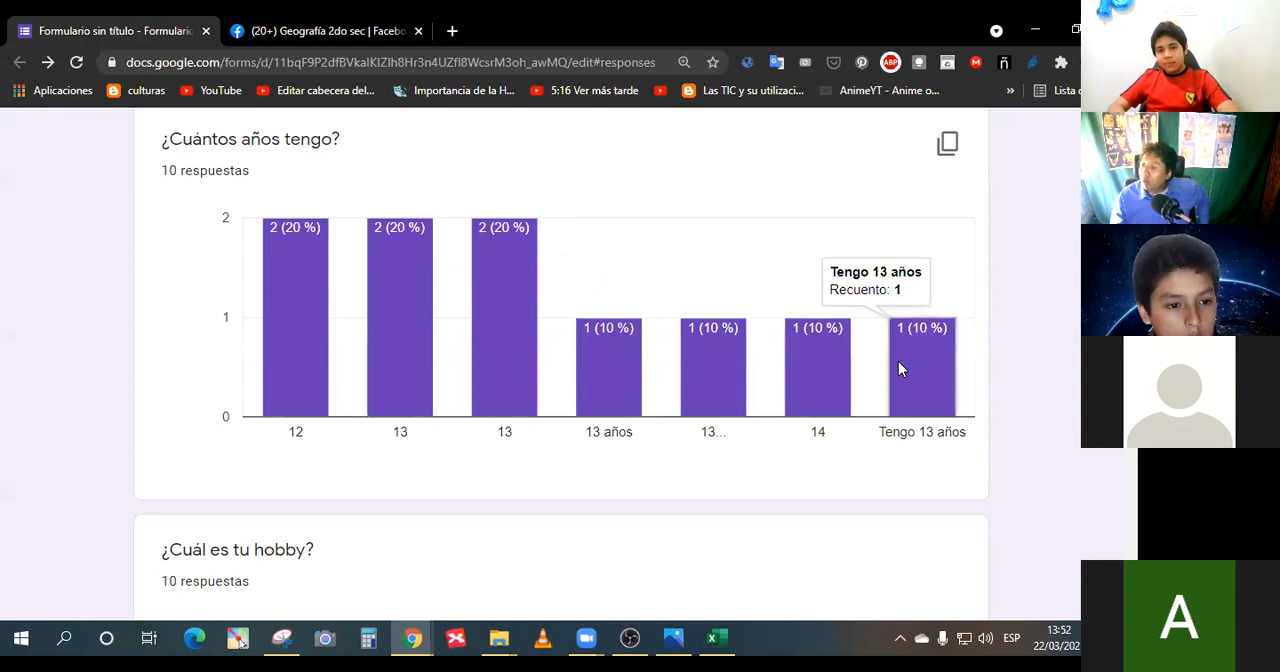 Formulario sin título - Formulario
(20+) Geografía 2do sec | Facebo
docs.google.com/forms/d/
/edit#responses
Aplicaciones
culturas
YouTube
Editar cabecera del...
Importancia de la H...
5:16 Ver más tarde
Las TIC y su utilizaci...
AnimeYT - Anime o...
»
Lista
ABP
M
ñ
¿Cuántos años tengo?
10 respuestas
2
1
0
2 (20 %)
2 (20 %)
2 (20 %)
1 (10 %)
1 (10 %)
1 (10 %)
1 (10 %)
Tengo 13 años
Recuento: 1
12
13
13
13 años
13...
14
Tengo 13 años
¿Cuál es tu hobby?
10 respuestas
A
ESP
13:52
22/03/202